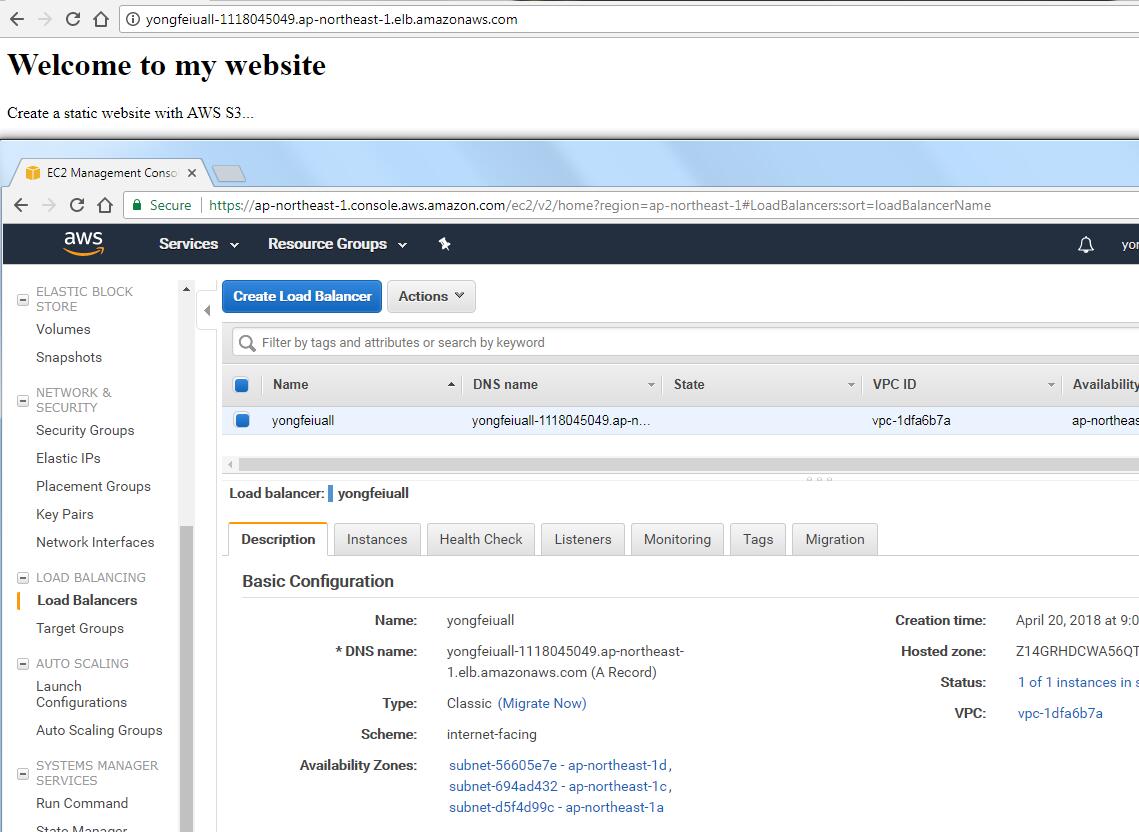 yongfeiuall-1118045049.ap-northeast-1.elb.amazonaws.com
Welcome to my website
Create a static website with AWS S3...
EC2 Management Conso
Secure https://ap-northeast-1.console.aws.amazon.com/ec2/v2/home?region=ap-northeast-1#LoadBalancers:sort=loadBalancerName
aws Services Resource Groups yor
ELASTIC BLOCK
STORE
Volumes
Snapshots
NETWORK &
SECURITY
Security Groups
Elastic IPs
Placement Groups
Key Pairs
Network Interfaces
LOAD BALANCING
Load Balancers
Target Groups
AUTO SCALING
Launch
Configurations
Auto Scaling Groups
SYSTEMS MANAGER
SERVICES
Run Command
State Manager
Create Load Balancer Actions
Filter by tags and attributes or search by keyword
Name DNS name State VPC ID Availability
yongfeiuall yongfeiuall-1118045049.ap-n... vpc-1dfa6b7a ap-northeas
Load balancer: yongfeiuall
Description Instances Health Check Listeners Monitoring Tags Migration
Basic Configuration
Name: yongfeiuall
* DNS name: yongfeiuall-1118045049.ap-northeast-
1.elb.amazonaws.com (A Record)
Type: Classic (Migrate Now)
Scheme: internet-facing
Availability Zones: subnet-56605e7e - ap-northeast-1d,
subnet-694ad432 - ap-northeast-1c,
subnet-d5f4d99c - ap-northeast-1a
Creation time: April 20, 2018 at 9:0
Hosted zone: Z14GRHDCWA56QT
Status: 1 of 1 instances in s
VPC: vpc-1dfa6b7a